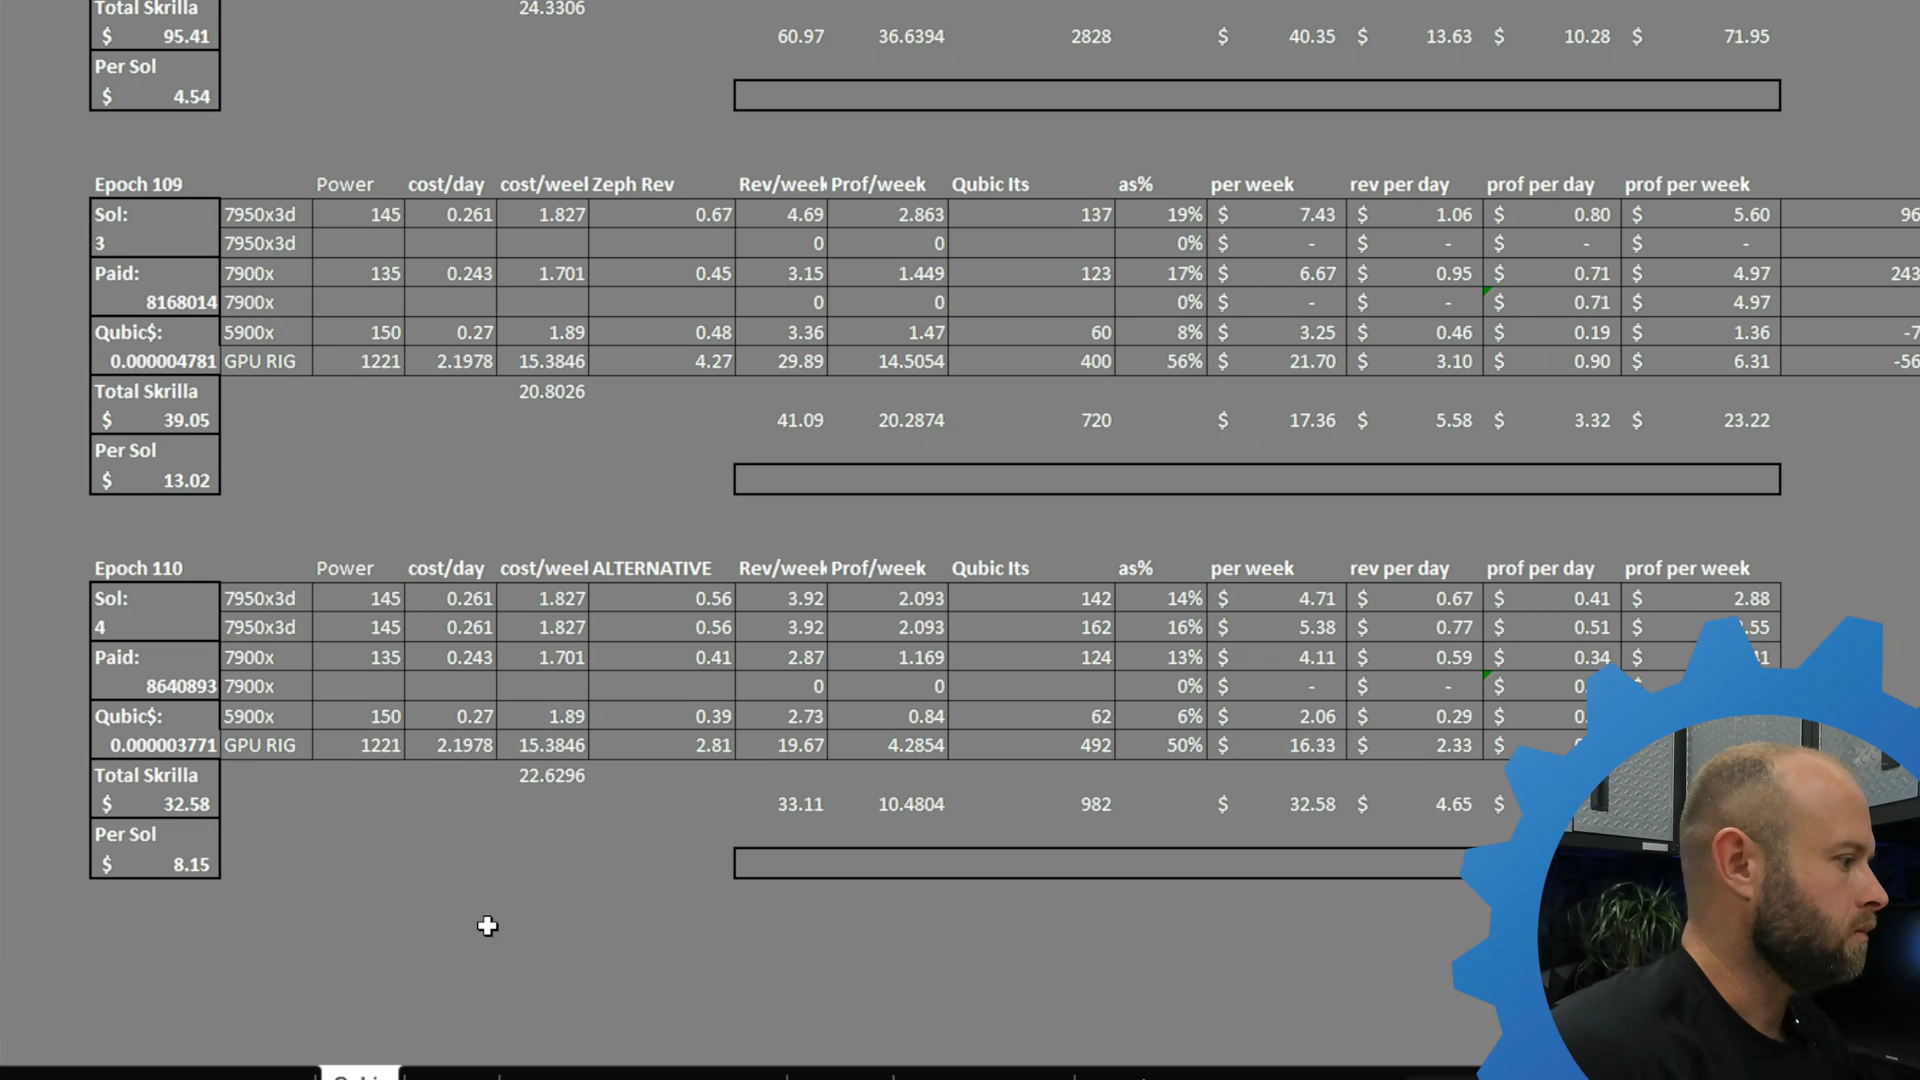 Total Skrilla 24.3306
$ 95.41 60.97 36.6394 2828 $ 40.35 $ 13.63 $ 10.28 $ 71.95
Per Sol
$ 4.54
Epoch 109 Power cost/day cost/weel Zeph Rev Rev/week Prof/week Qubic Its as% per week rev per day prof per day prof per week
Sol: 7950x3d 145 0.261 1.827 0.67 4.69 2.863 137 19% $ 7.43 $ 1.06 $ 0.80 $ 5.60 96
3 7950x3d 0 0 0% $ - $ - $ - $ -
Paid: 7900x 135 0.243 1.701 0.45 3.15 1.449 123 17% $ 6.67 $ 0.95 $ 0.71 $ 4.97 243
8168014 7900x 0 0 0% $ - $ - $ 0.71 $ 4.97
Qubic$: 5900x 150 0.27 1.89 0.48 3.36 1.47 60 8% $ 3.25 $ 0.46 $ 0.19 $ 1.36 -7
0.000004781 GPU RIG 1221 2.1978 15.3846 4.27 29.89 14.5054 400 56% $ 21.70 $ 3.10 $ 0.90 $ 6.31 -56
Total Skrilla 20.8026
$ 39.05 41.09 20.2874 720 $ 17.36 $ 5.58 $ 3.32 $ 23.22
Per Sol
$ 13.02
Epoch 110 Power cost/day cost/weel ALTERNATIVE Rev/week Prof/week Qubic Its as% per week rev per day prof per day prof per week
Sol: 7950x3d 145 0.261 1.827 0.56 3.92 2.093 142 14% $ 4.71 $ 0.67 $ 0.41 $ 2.88
4 7950x3d 145 0.261 1.827 0.56 3.92 2.093 162 16% $ 5.38 $ 0.77 $ 0.51 $ .55
Paid: 7900x 135 0.243 1.701 0.41 2.87 1.169 124 13% $ 4.11 $ 0.59 $ 0.34 $
8640893 7900x 0 0 0% $ - $ - $ 0.
Qubic$: 5900x 150 0.27 1.89 0.39 2.73 0.84 62 6% $ 2.06 $ 0.29 $ 0.
0.000003771 GPU RIG 1221 2.1978 15.3846 2.81 19.67 4.2854 492 50% $ 16.33 $ 2.33 $
Total Skrilla 22.6296
$ 32.58 33.11 10.4804 982 $ 32.58 $ 4.65 $
Per Sol
$ 8.15